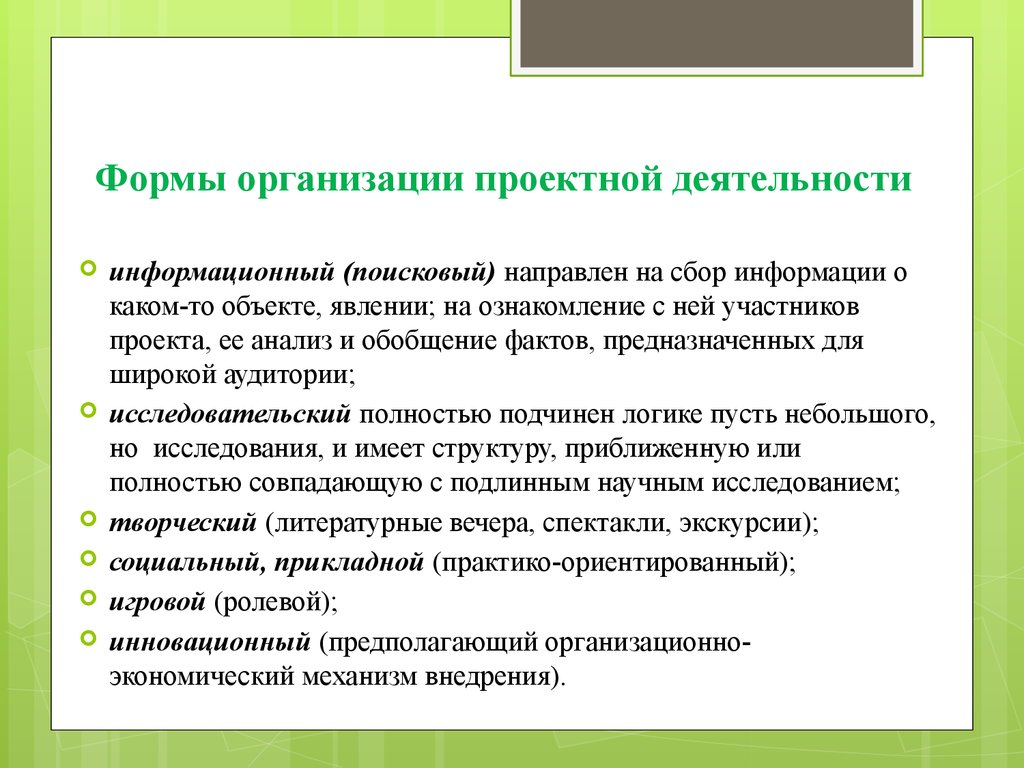 Формы организации проектной деятельности
информационный (поисковый) направлен на сбор информации о
каком-то объекте, явлении; на ознакомление с ней участников
проекта, ее анализ и обобщение фактов, предназначенных для
широкой аудитории;
исследовательский полностью подчинен логике пусть небольшого,
но  исследования, и имеет структуру, приближенную или
полностью совпадающую с подлинным научным исследованием;
творческий (литературные вечера, спектакли, экскурсии);
социальный, прикладной (практико-ориентированный);
игровой (ролевой);
инновационный (предполагающий организационно-
экономический механизм внедрения).